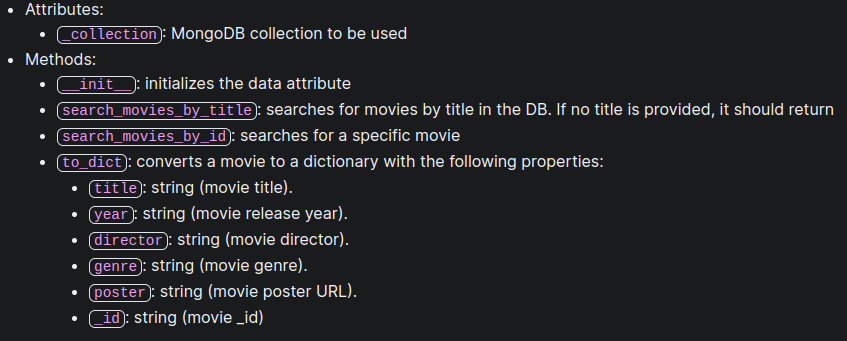 Attributes:
_collection: MongoDB collection to be used
Methods:
__init__: initializes the data attribute
search_movies_by_title: searches for movies by title in the DB. If no title is provided, it should return
search_movies_by_id: searches for a specific movie
to_dict: converts a movie to a dictionary with the following properties:
title: string (movie title).
year: string (movie release year).
director: string (movie director).
genre: string (movie genre).
poster: string (movie poster URL).
_id: string (movie _id)